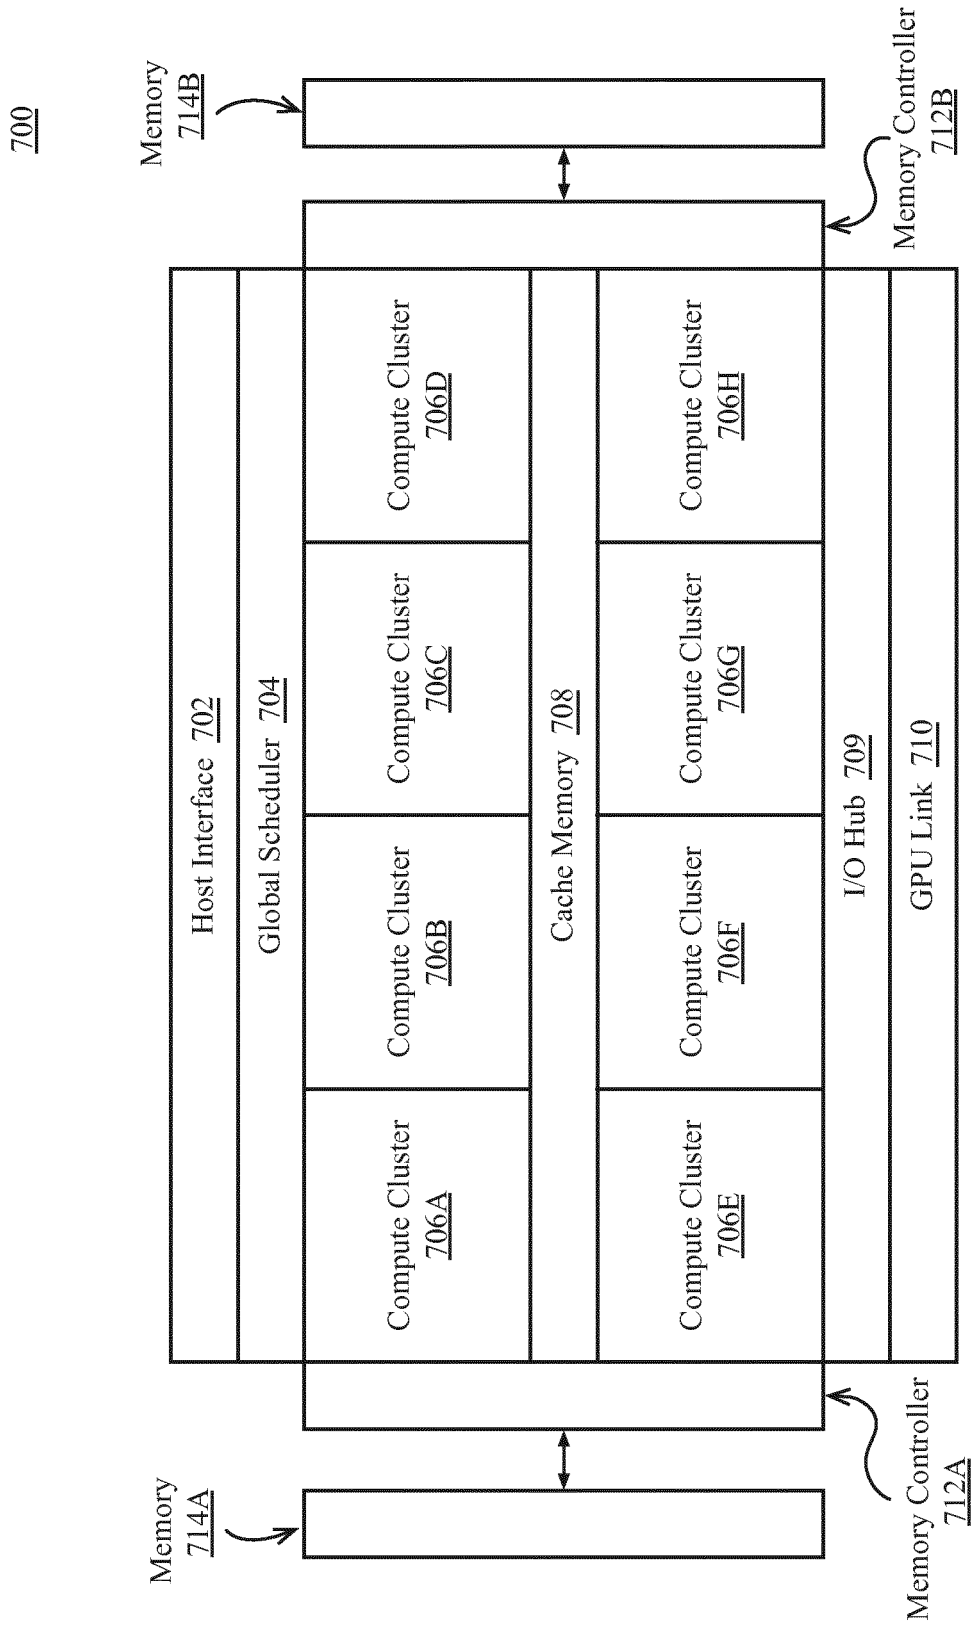 700
Host Interface 702
Global Scheduler 704
Memory
714A
Memory
714B
Compute Cluster
706A
Compute Cluster
706B
Compute Cluster
706C
Compute Cluster
706D
Cache Memory 708
Compute Cluster
706E
Compute Cluster
706F
Compute Cluster
706G
Compute Cluster
706H
I/O Hub 709
GPU Link 710
Memory Controller
712A
Memory Controller
712B